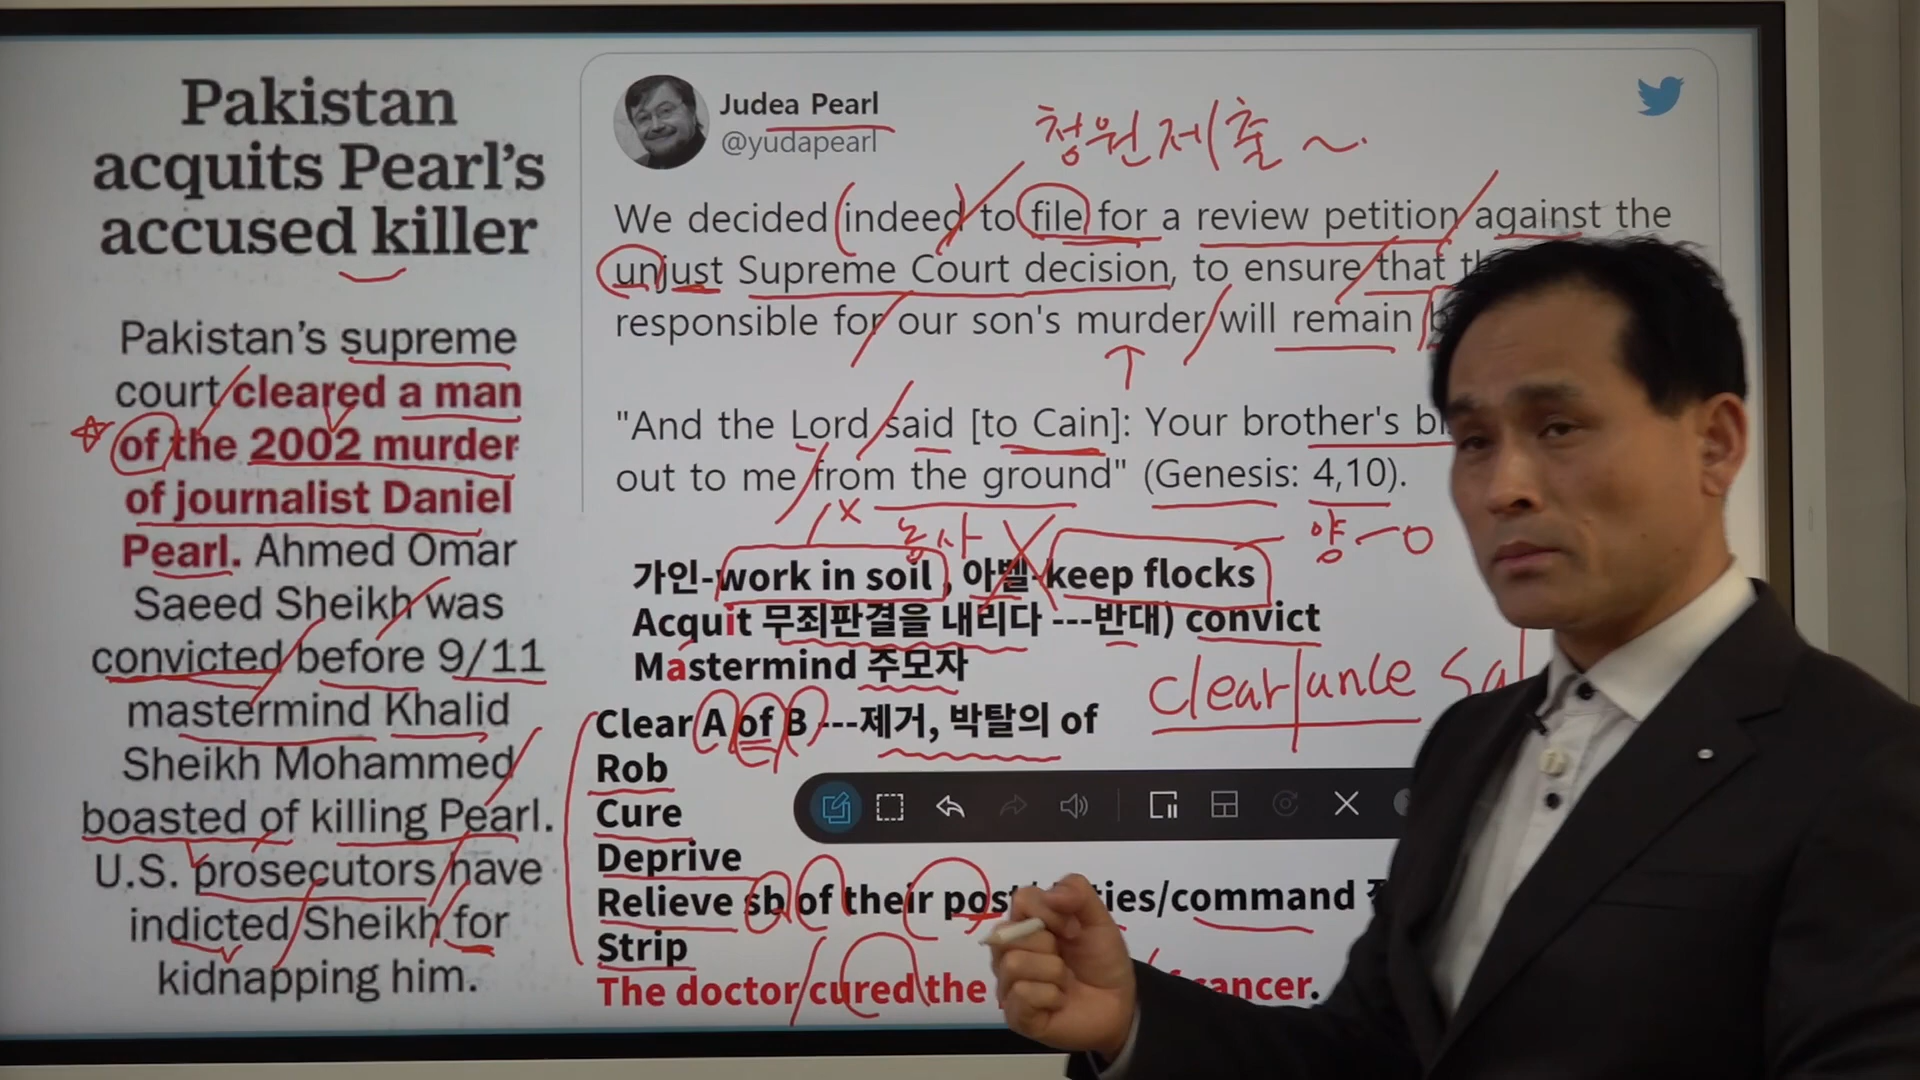 Pakistan
acquits Pearl's
accused killer
Pakistan's supreme
court cleared a man
of the 2002 murder
of journalist Daniel
Pearl. Ahmed Omar
Saeed Sheikh was
convicted before 9/11
mastermind Khalid
Sheikh Mohammed
boasted of killing Pearl.
U.S. prosecutors have
indicted Sheikh for
kidnapping him.
Judea Pearl
@yudapearl
청원제출~
We decided indeed to file for a review petition against the
unjust Supreme Court decision, to ensure that
responsible for our son's murder will remain
"And the Lord said [to Cain]: Your brother's
out to me from the ground" (Genesis: 4,10).
농사
양
가인-work in soil, 아벨-keep flocks
Acquit 무죄판결을 내리다 ---반대) convict
Mastermind 주모자
clearance
Clear A of B ---제거, 박탈의 of
Rob
Cure
Deprive
Relieve sb of their /command
Strip
The doctor cured the cancer.